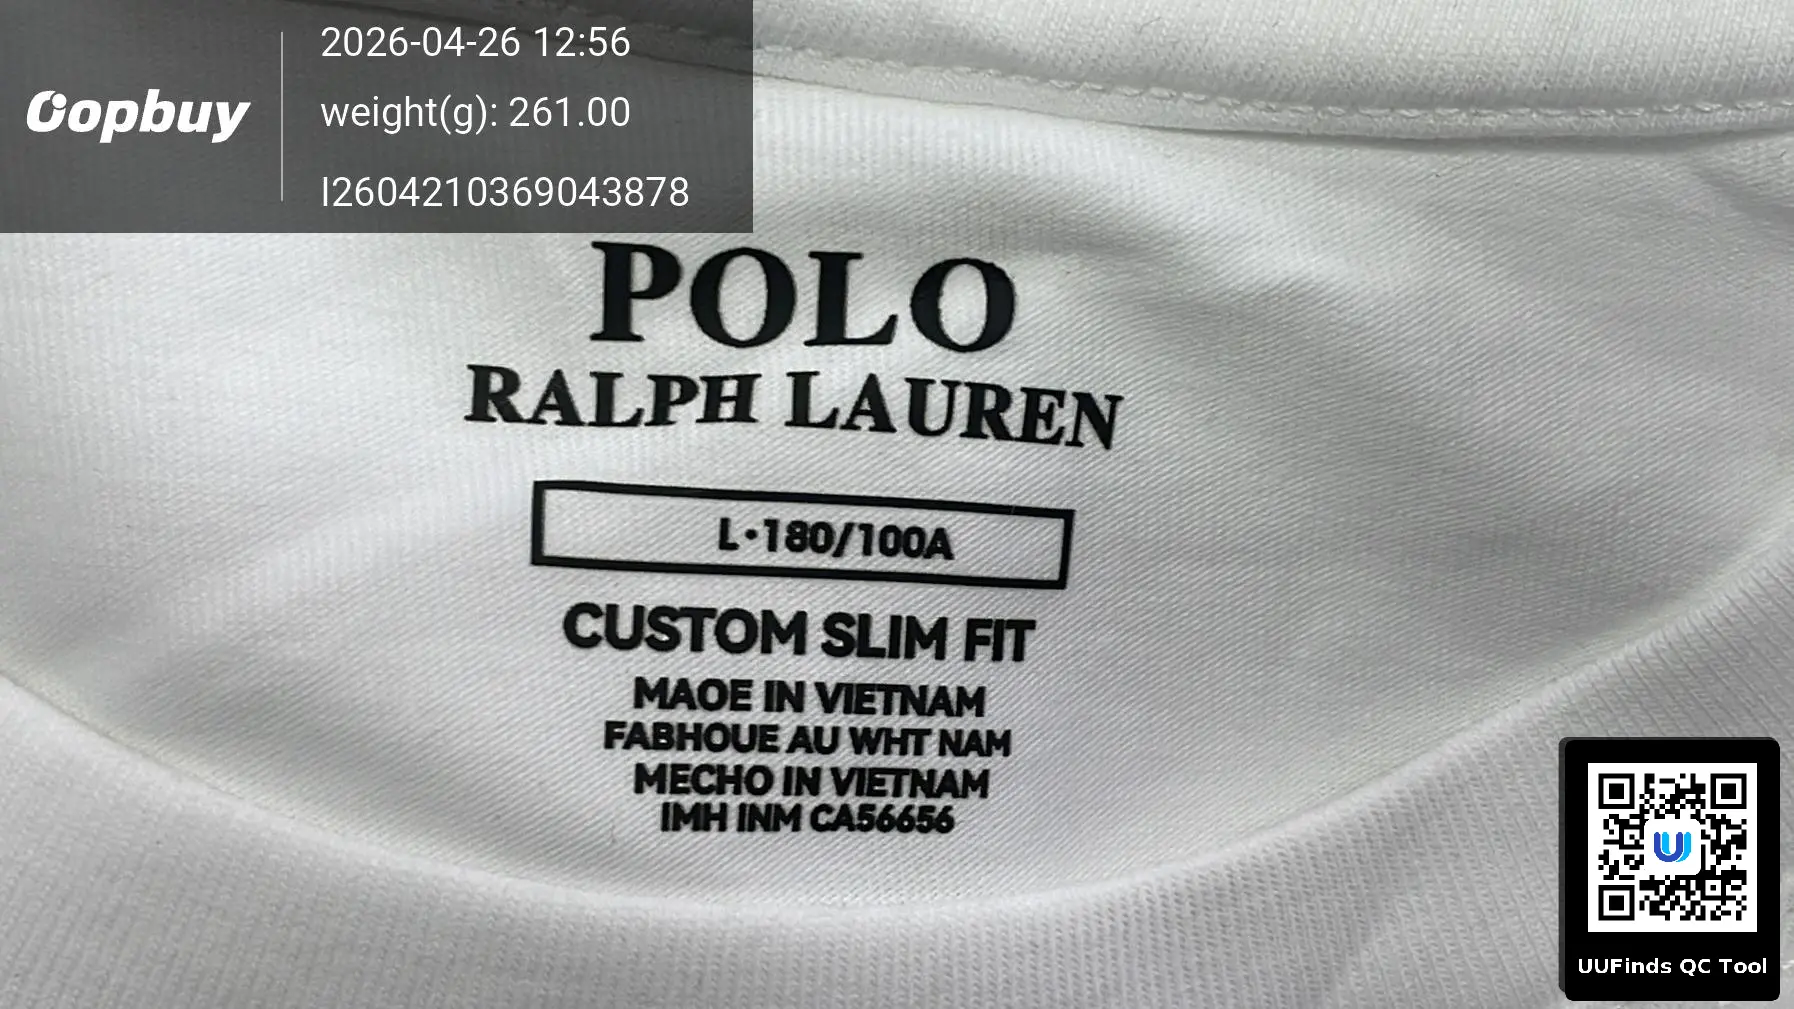 oopbuy
2026-04-26 12:56
weight(g): 261.00
I2604210369043878
POLO
RALPH LAUREN
L·180/100A
CUSTOM SLIM FIT
MAOE IN VIETNAM
FABHOUE AU WHT NAM
MECHO IN VIETNAM
IMH INM CA56656
UUFinds QC Tool